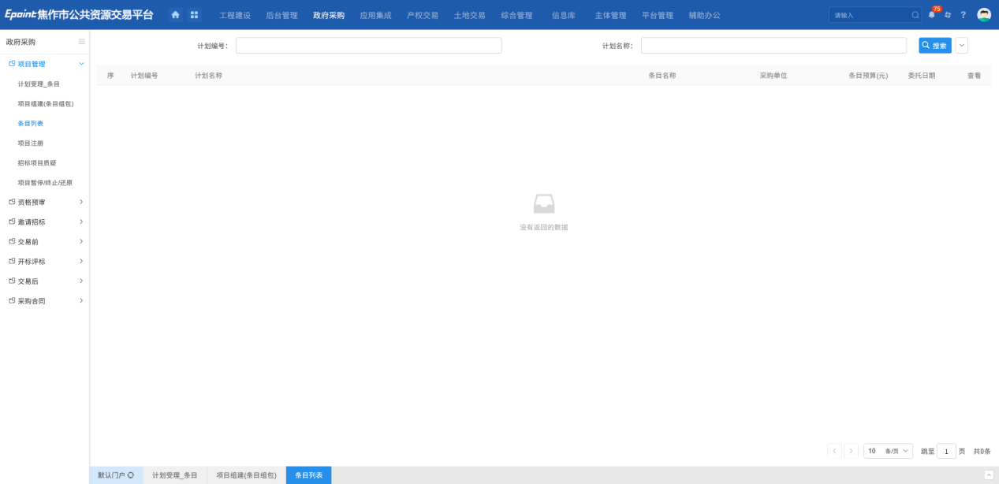 Epoint焦作市公共资源交易平台 工程建设 后台管理 政府采购 应用集成 产权交易 土地交易 综合管理 信息库 主体管理 平台管理 辅助办公 请输入 75 ?
政府采购
项目管理
计划受理_条目
项目组建(条目组包)
条目列表
项目注册
招标项目质疑
项目暂停/终止/还原
资格预审
邀请招标
交易前
开标评标
交易后
采购合同
计划编号: 计划名称: 搜索
序 计划编号 计划名称 条目名称 采购单位 条目预算(元) 委托日期 查看
没有返回的数据
10 条/页 跳至 1 页 共0条
默认门户 计划受理_条目 项目组建(条目组包) 条目列表